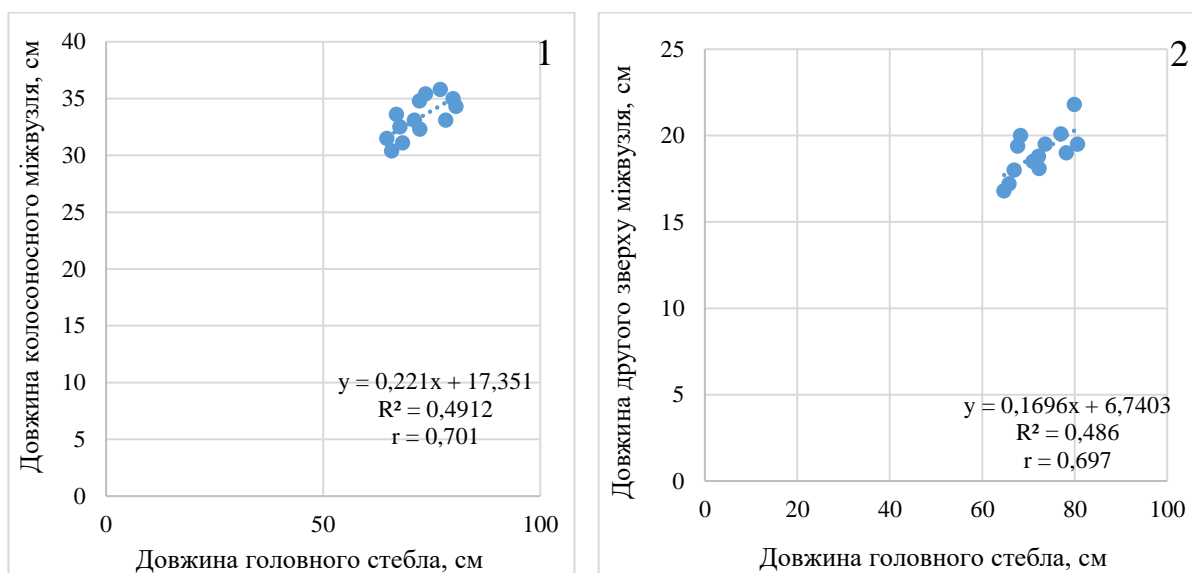 1
Довжина колосоносного міжвузля, см
40
35
30
25
20
15
10
5
0
y = 0,221x + 17,351
R² = 0,4912
r = 0,701
0 50 100
Довжина головного стебла, см
2
Довжина другого зверху міжвузля, см
25
20
15
10
5
0
y = 0,1696x + 6,7403
R² = 0,486
r = 0,697
0 20 40 60 80 100
Довжина головного стебла, см